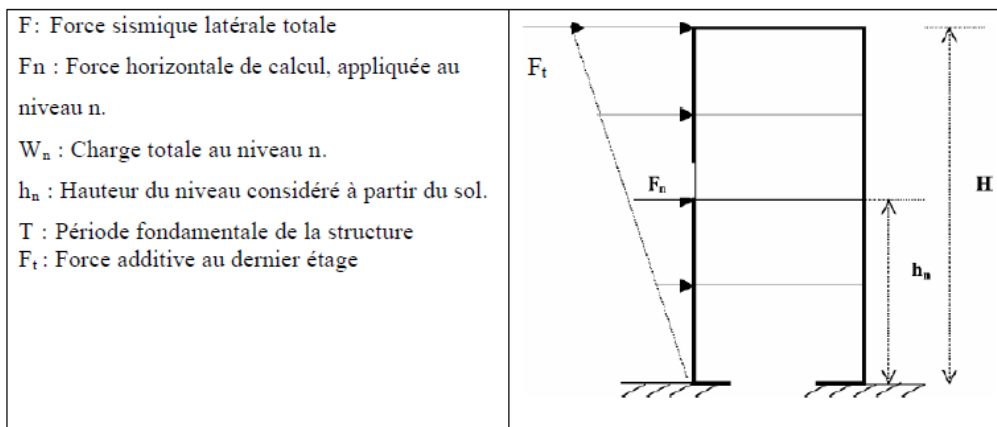 F: Force sismique latérale totale
Fn : Force horizontale de calcul, appliquée au
niveau n.
Wn : Charge totale au niveau n.
hn : Hauteur du niveau considéré à partir du sol.
T : Période fondamentale de la structure
Ft : Force additive au dernier étage
Ft
Fn
H
hn